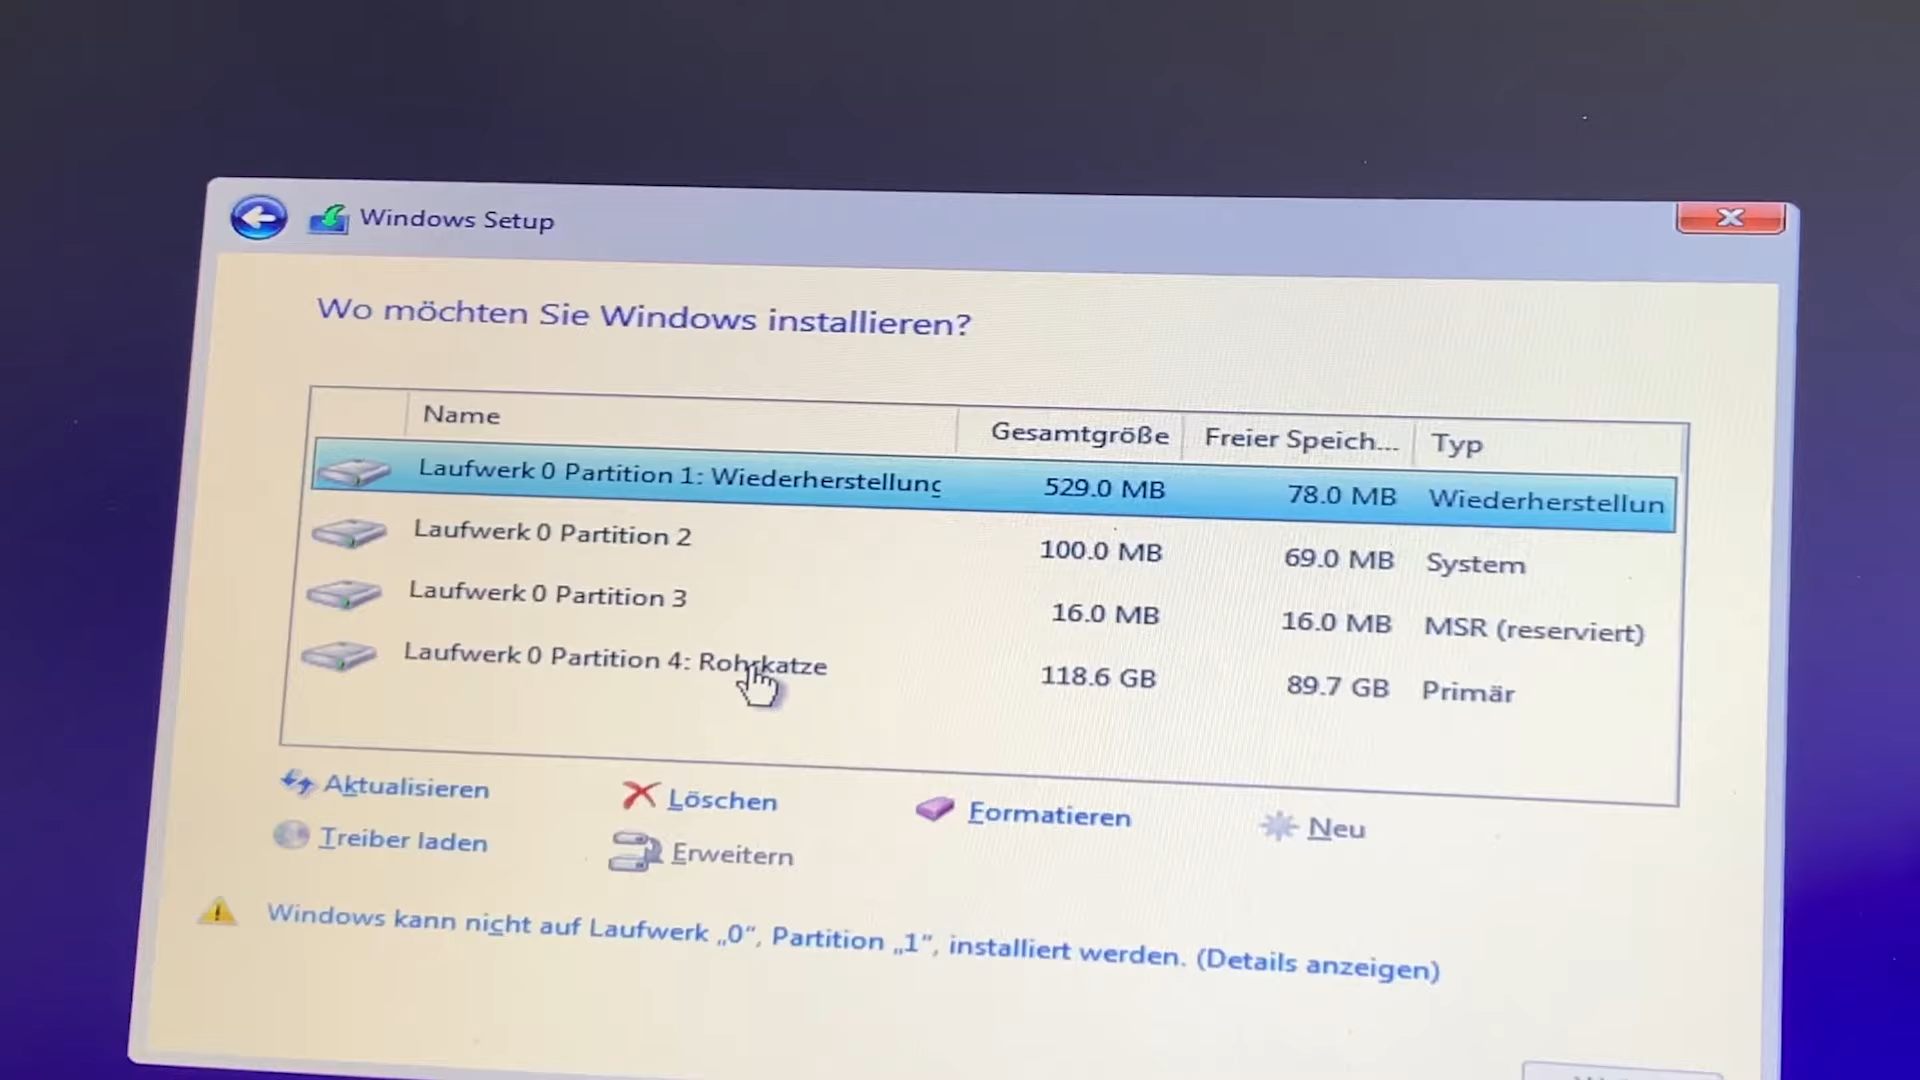 Windows Setup
Wo möchten Sie Windows installieren?
Name Gesamtgröße Freier Speich... Typ
Laufwerk 0 Partition 1: Wiederherstellung 529.0 MB 78.0 MB Wiederherstellun
Laufwerk 0 Partition 2 100.0 MB 69.0 MB System
Laufwerk 0 Partition 3 16.0 MB 16.0 MB MSR (reserviert)
Laufwerk 0 Partition 4: Rohrkatze 118.6 GB 89.7 GB Primär
Aktualisieren Löschen Formatieren Neu
Treiber laden Erweitern
Windows kann nicht auf Laufwerk „0“, Partition „1“, installiert werden. (Details anzeigen)